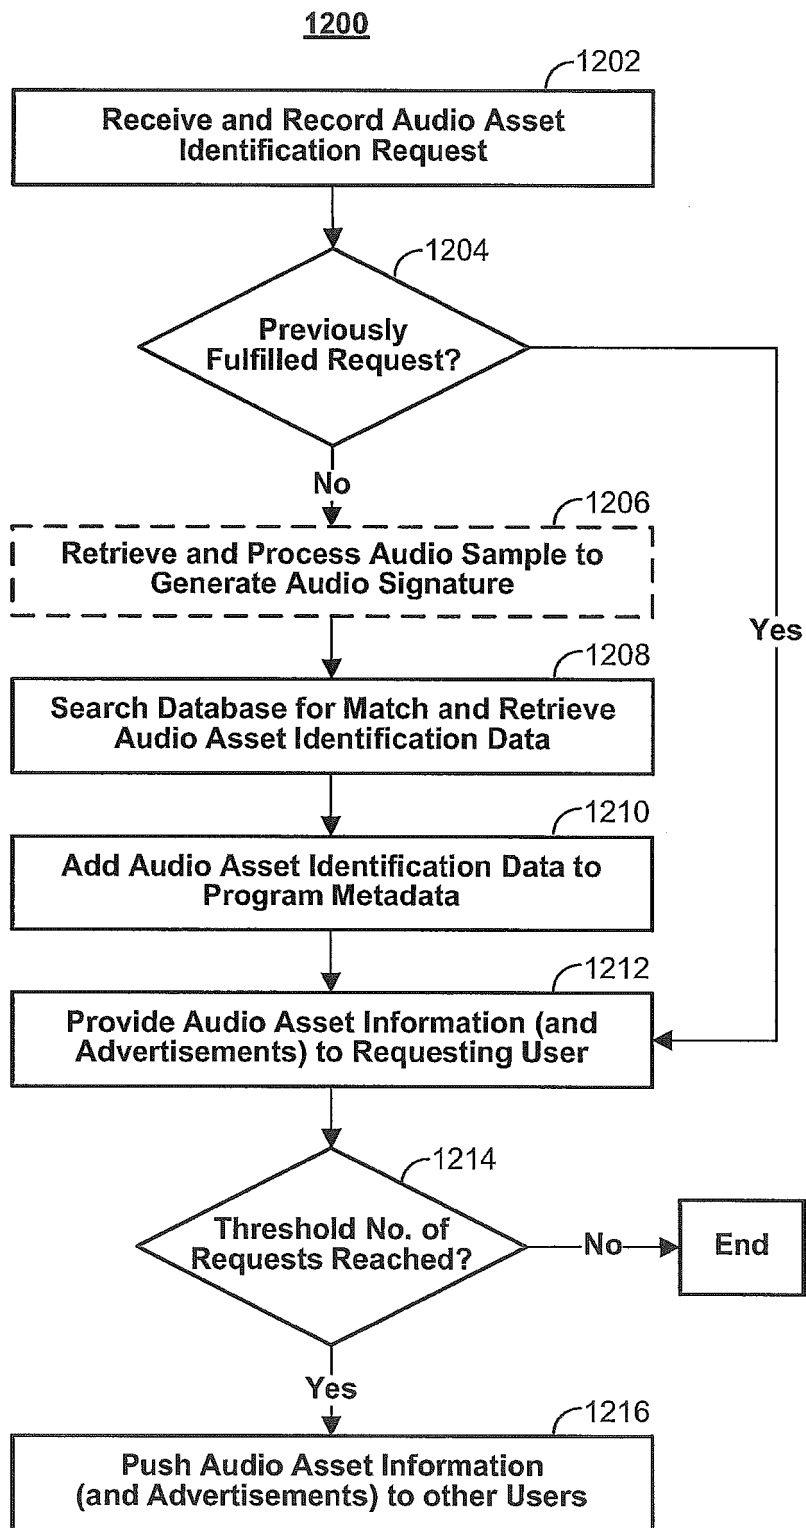 1200
1202
Receive and Record Audio Asset
Identification Request
1204
Previously
Fulfilled Request?
No
1206
Retrieve and Process Audio Sample to
Generate Audio Signature
Yes
1208
Search Database for Match and Retrieve
Audio Asset Identification Data
1210
Add Audio Asset Identification Data to
Program Metadata
1212
Provide Audio Asset Information (and
Advertisements) to Requesting User
1214
Threshold No. of
Requests Reached?
No
End
Yes
1216
Push Audio Asset Information
(and Advertisements) to other Users